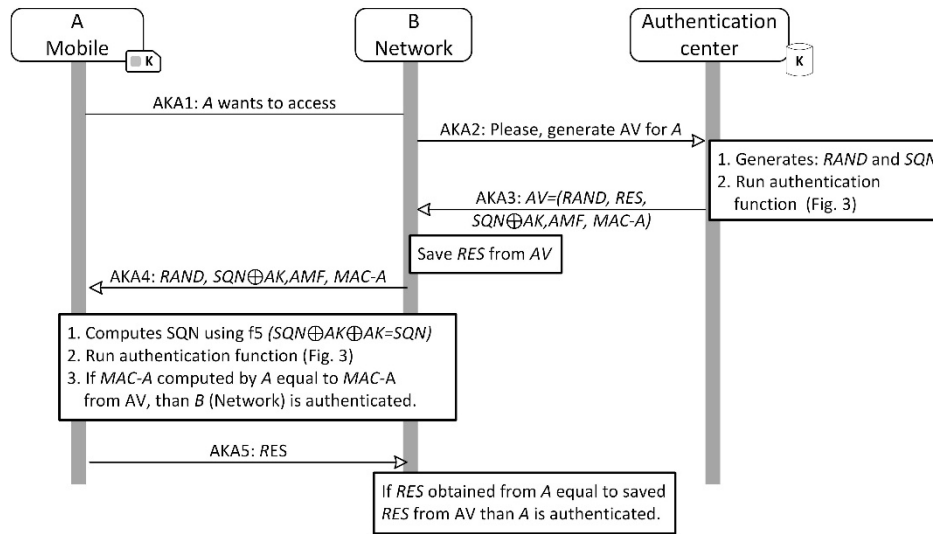 A
Mobile
K
B
Network
Authentication
center
K
AKA1: A wants to access
AKA2: Please, generate AV for A
1. Generates: RAND and SQN
2. Run authentication
function (Fig. 3)
AKA3: AV=(RAND, RES,
SQN⊕AK,AMF, MAC-A)
Save RES from AV
AKA4: RAND, SQN⊕AK,AMF, MAC-A
1. Computes SQN using f5 (SQN⊕AK⊕AK=SQN)
2. Run authentication function (Fig. 3)
3. If MAC-A computed by A equal to MAC-A
from AV, than B (Network) is authenticated.
AKA5: RES
If RES obtained from A equal to saved
RES from AV than A is authenticated.